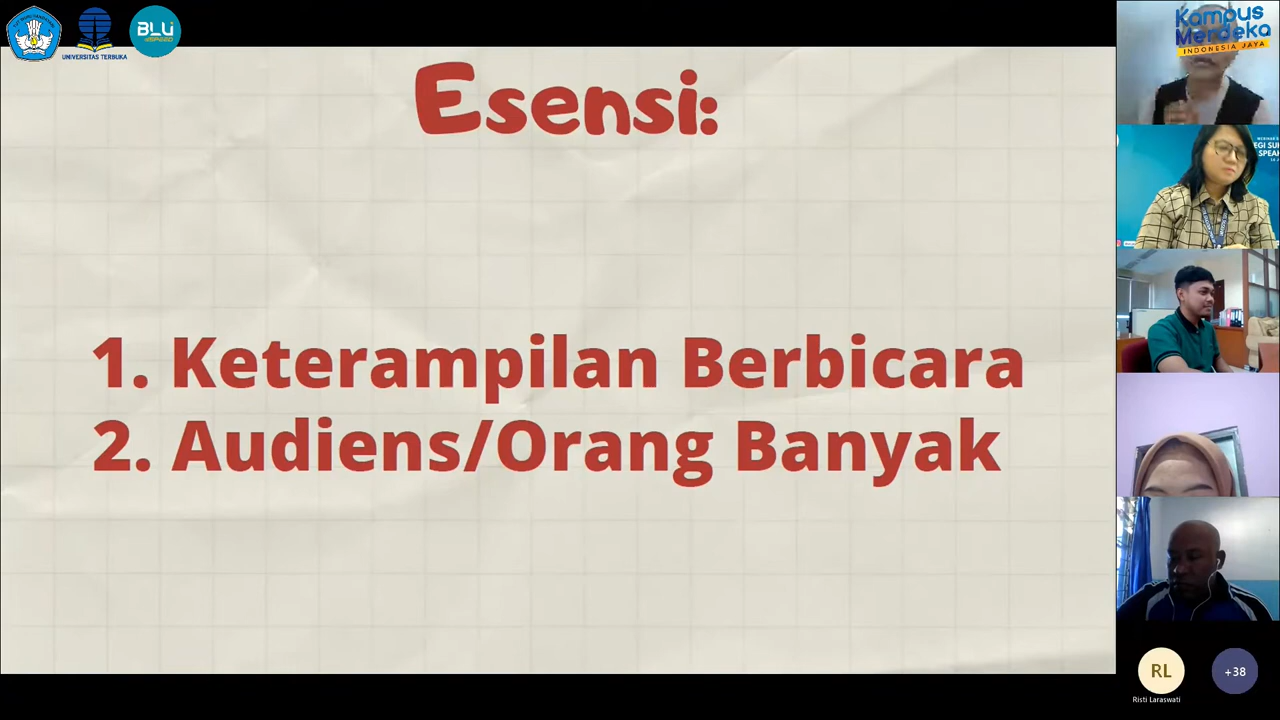 UNIVERSITAS TERBUKA
BLU
SPEED
Kampus
Merdeka
INDONESIA JAYA
Esensi:
1. Keterampilan Berbicara
2. Audiens/Orang Banyak
RL
+38
Risti Laraswati